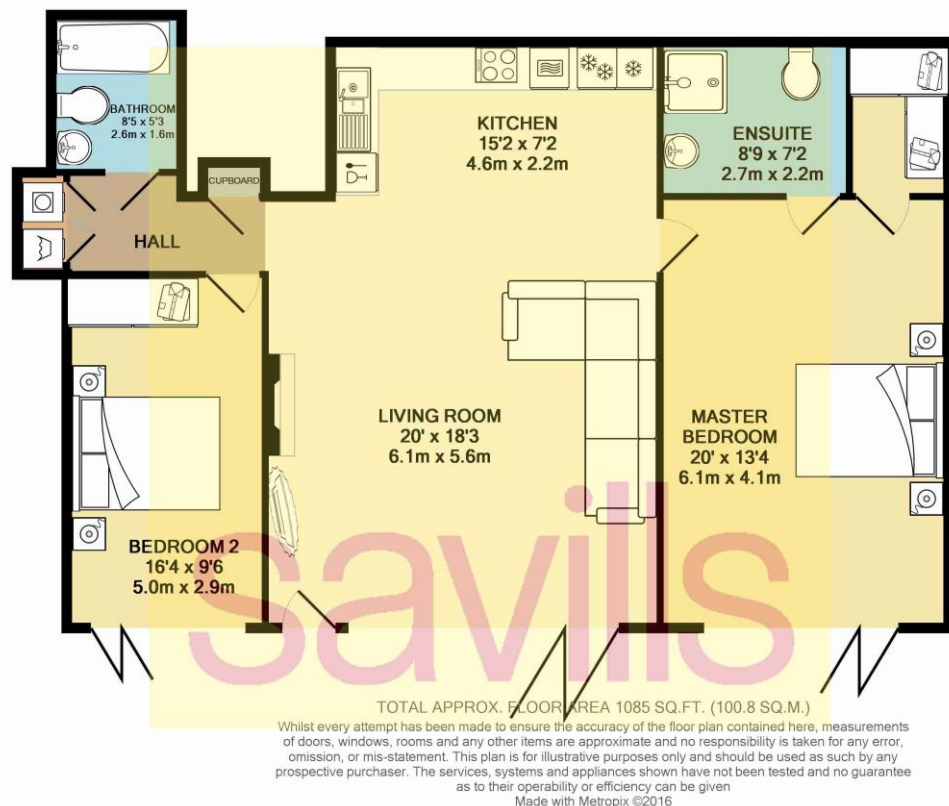 BATHROOM
8'5 x 5'3
2.6m x 1.6m
KITCHEN
15'2 x 7'2
4.6m x 2.2m
ENSUITE
8'9 x 7'2
2.7m x 2.2m
CUPBOARD
HALL
LIVING ROOM
20' x 18'3
6.1m x 5.6m
MASTER
BEDROOM
20' x 13'4
6.1m x 4.1m
BEDROOM 2
16'4 x 9'6
5.0m x 2.9m
savills
TOTAL APPROX. FLOOR AREA 1085 SQ.FT. (100.8 SQ.M.)
Whilst every attempt has been made to ensure the accuracy of the floor plan contained here, measurements
of doors, windows, rooms and any other items are approximate and no responsibility is taken for any error,
omission, or mis-statement. This plan is for illustrative purposes only and should be used as such by any
prospective purchaser. The services, systems and appliances shown have not been tested and no guarantee
as to their operability or efficiency can be given
Made with Metropix ©2016